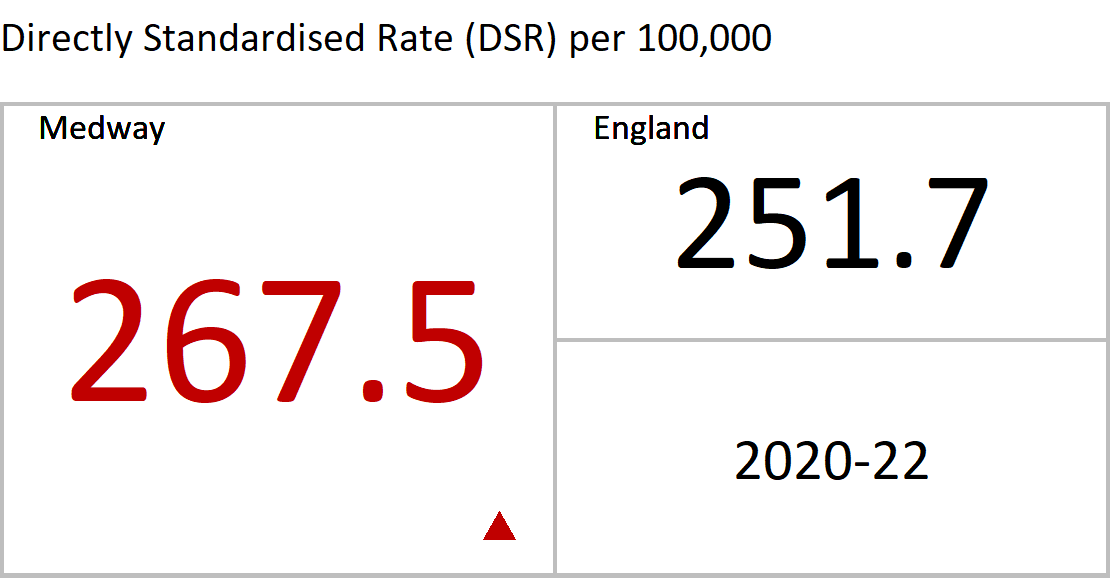 Directly Standardised Rate (DSR) per 100,000
Medway
267.5
England
251.7
2020-22